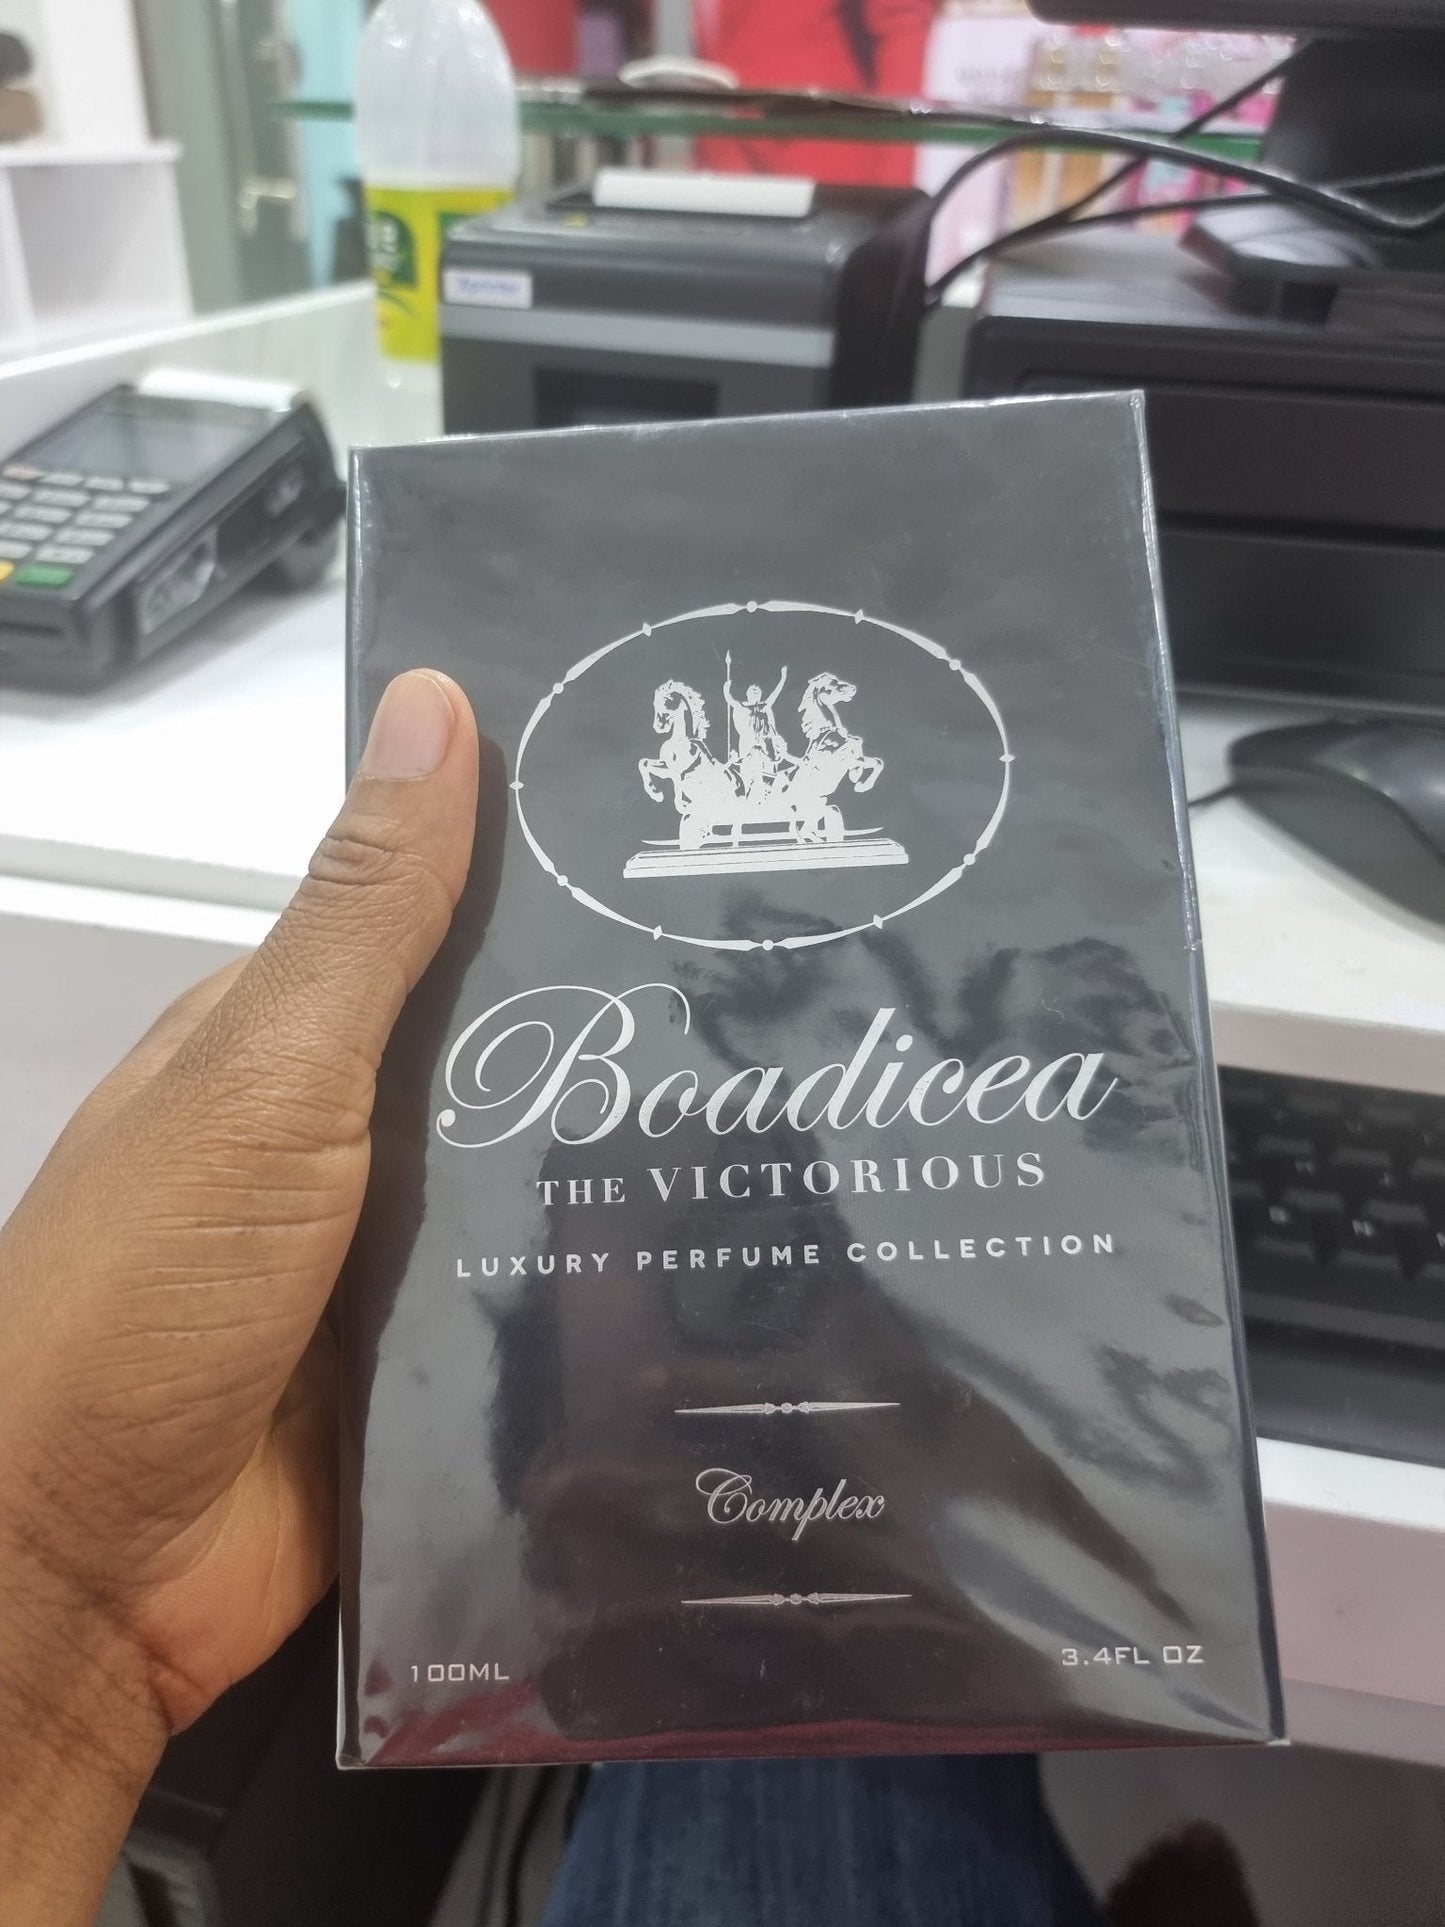 Boadicea
THE VICTORIOUS
LUXURY PERFUME COLLECTION
Complex
100ML
3.4FL OZ